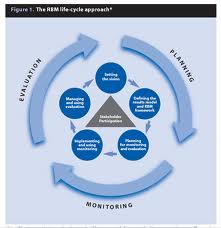 Figure 1. The RBM life-cycle approach*
EVALUATION
PLANNING
Setting
the vision
Managing and
using
evaluation
Defining the
results model
and RBM
framework
Stakeholder
Participation
Implementing
and using
monitoring
Planning
for monitoring
and evaluation
MONITORING